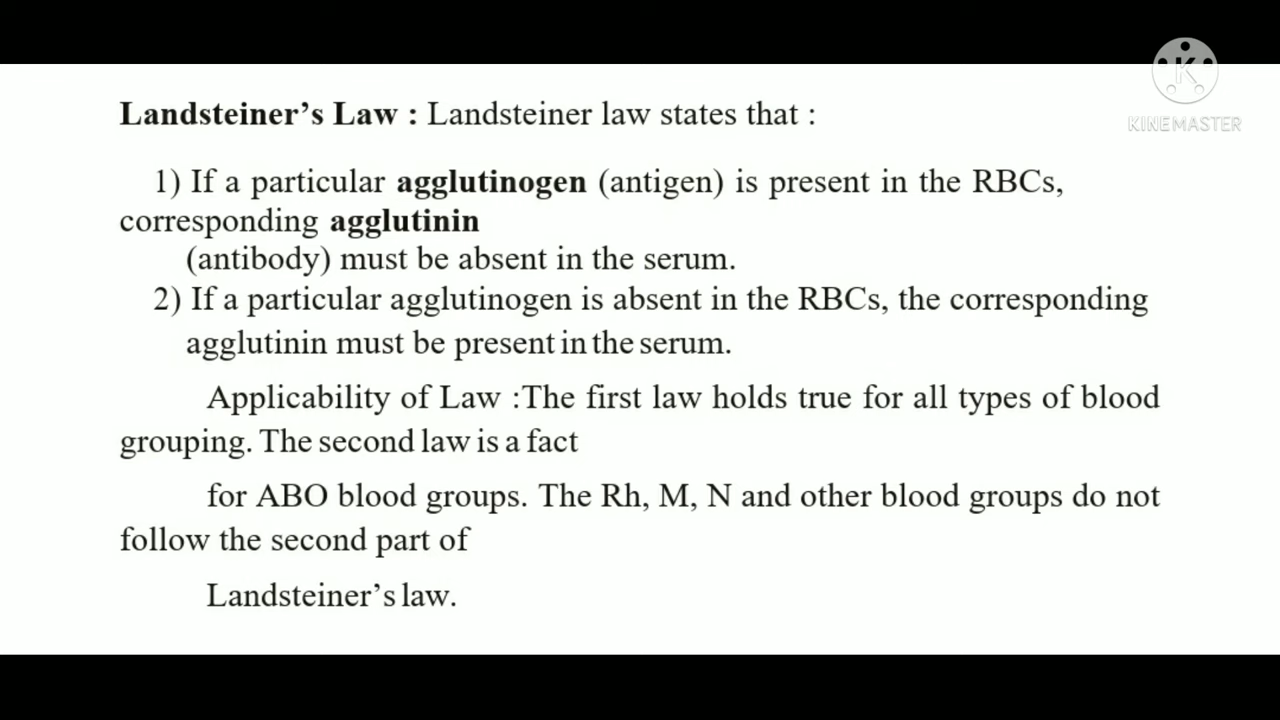 KINEMASTER
Landsteiner's Law : Landsteiner law states that :
1) If a particular agglutinogen (antigen) is present in the RBCs,
corresponding agglutinin
(antibody) must be absent in the serum.
2) If a particular agglutinogen is absent in the RBCs, the corresponding
agglutinin must be present in the serum.
Applicability of Law :The first law holds true for all types of blood
grouping. The second law is a fact
for ABO blood groups. The Rh, M, N and other blood groups do not
follow the second part of
Landsteiner's law.